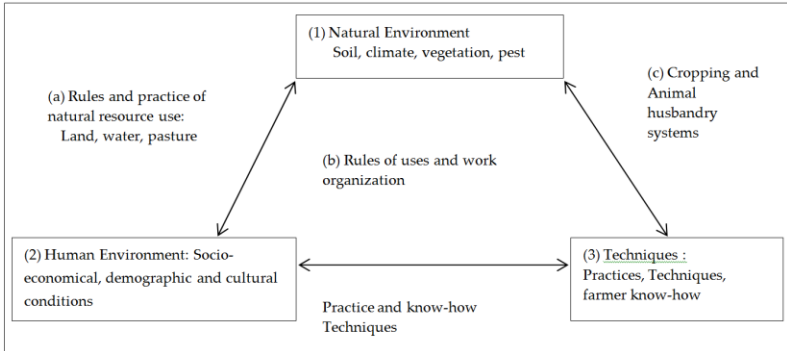 (1) Natural Environment
Soil, climate, vegetation, pest
(a) Rules and practice of
natural resource use:
Land, water, pasture
(c) Cropping and
Animal
husbandry
systems
(b) Rules of uses and work
organization
(2) Human Environment: Socio-
economical, demographic and cultural
conditions
(3) Techniques :
Practices, Techniques,
farmer know-how
Practice and know-how
Techniques